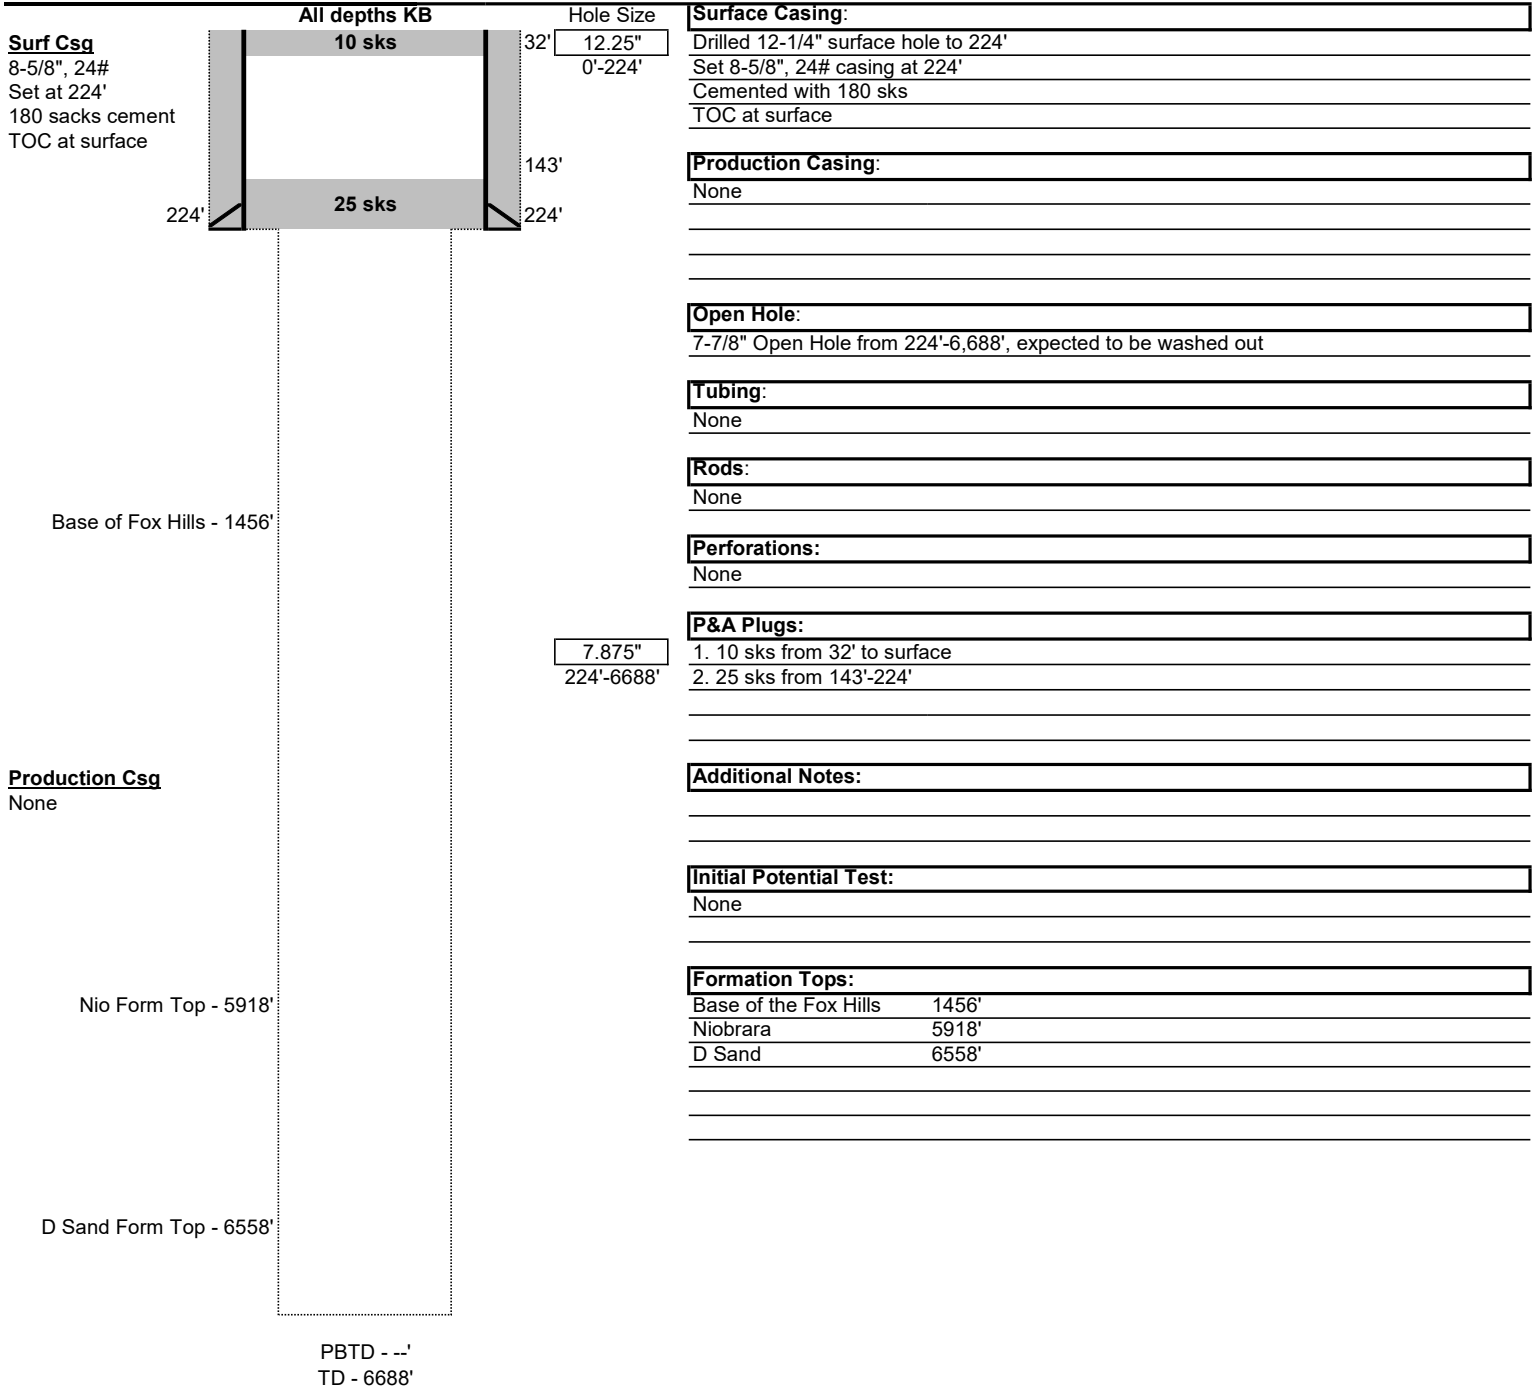 All depths KB
Hole Size
Surf Csg
8-5/8", 24#
Set at 224'
180 sacks cement
TOC at surface
10 sks
32'
12.25"
0'-224'
143'
25 sks
224'
224'
Base of Fox Hills - 1456'
7.875"
224'-6688'
Production Csg
None
Nio Form Top - 5918'
D Sand Form Top - 6558'
PBTD - --'
TD - 6688'
Surface Casing:
Drilled 12-1/4" surface hole to 224'
Set 8-5/8", 24# casing at 224'
Cemented with 180 sks
TOC at surface
Production Casing:
None
Open Hole:
7-7/8" Open Hole from 224'-6,688', expected to be washed out
Tubing:
None
Rods:
None
Perforations:
None
P&A Plugs:
1. 10 sks from 32' to surface
2. 25 sks from 143'-224'
Additional Notes:
Initial Potential Test:
None
Formation Tops:
Base of the Fox Hills 1456'
Niobrara 5918'
D Sand 6558'